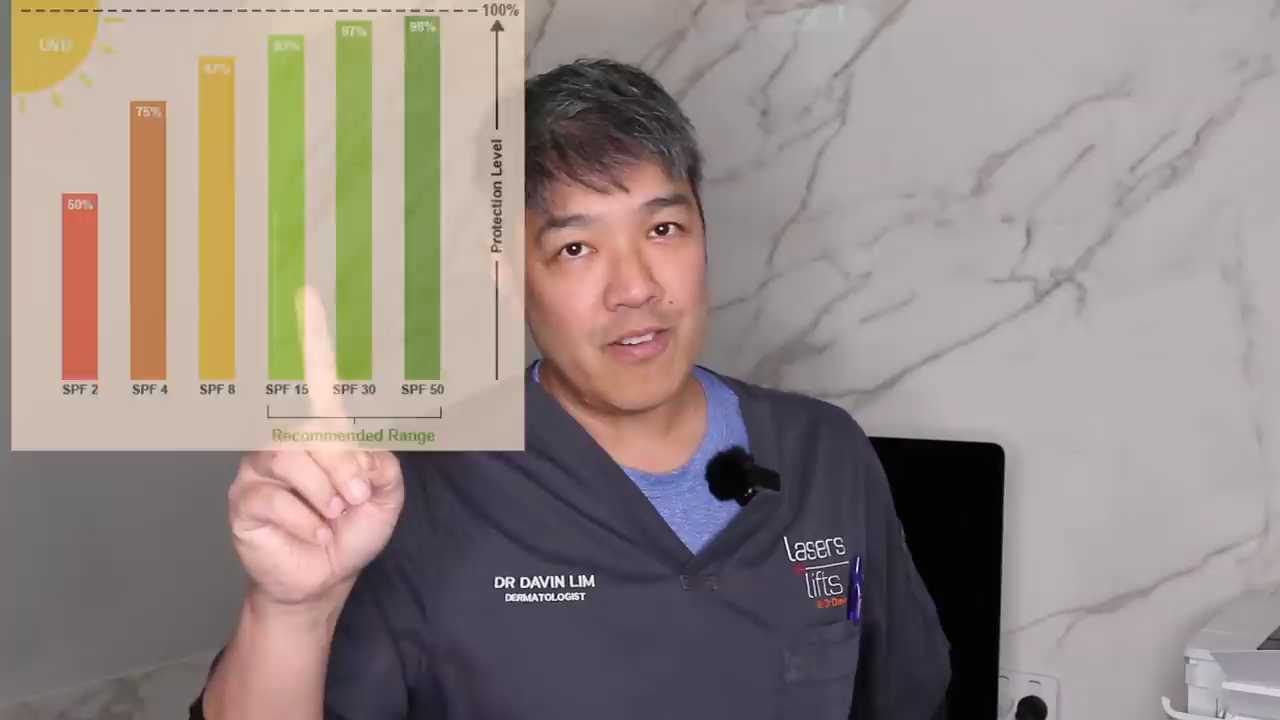 100%
UVB
98%
97%
93%
87%
75%
50%
Protection Level
SPF 2 SPF 4 SPF 8 SPF 15 SPF 30 SPF 50
Recommended Range
DR DAVIN LIM
DERMATOLOGIST
lasers
lifts